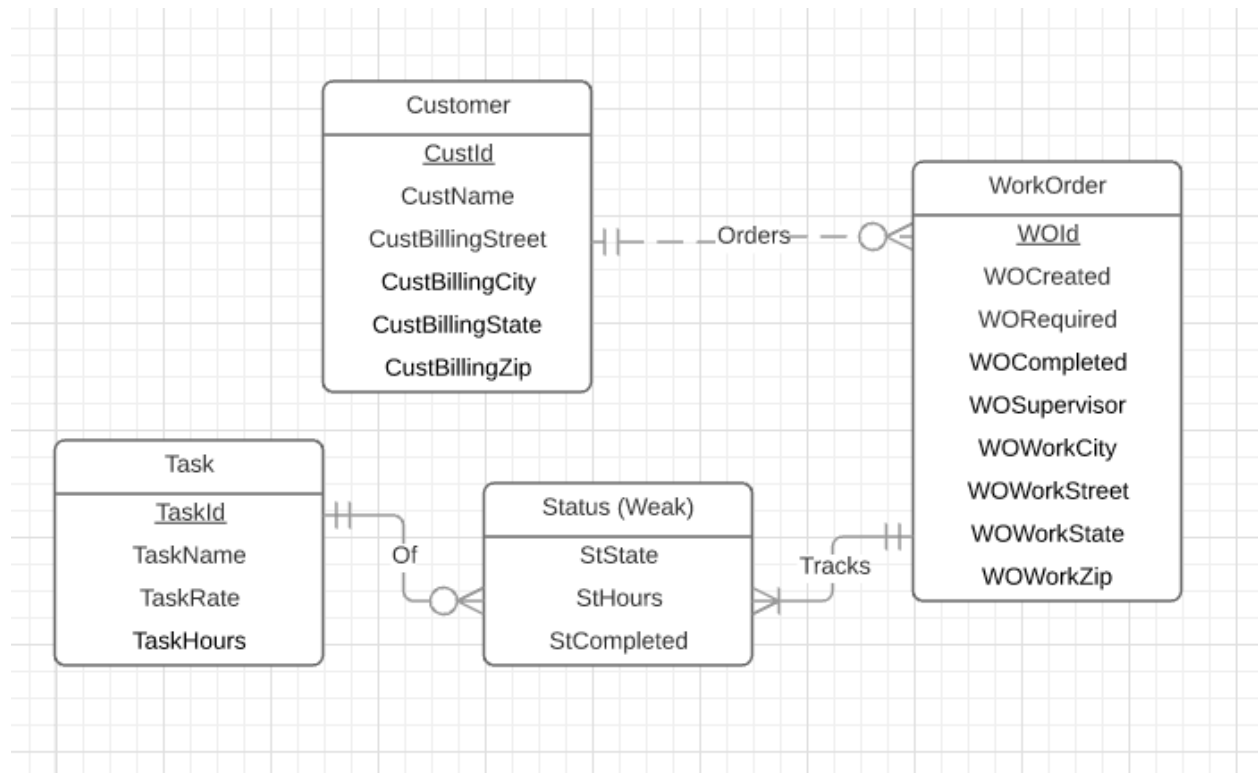 Customer
CustId
CustName
CustBillingStreet
CustBillingCity
CustBillingState
CustBillingZip
Orders
WorkOrder
WOId
WOCreated
WORequired
WOCompleted
WOSupervisor
WOWorkCity
WOWorkStreet
WOWorkState
WOWorkZip
Task
TaskId
TaskName
TaskRate
TaskHours
Of
Status (Weak)
StState
StHours
StCompleted
Tracks